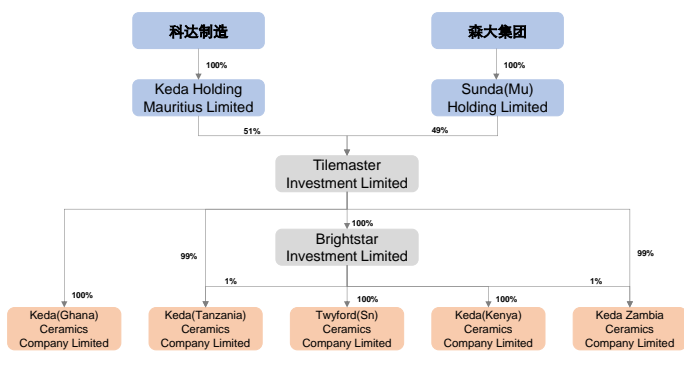 科达制造
森大集团
100%
100%
Keda Holding
Mauritius Limited
Sunda(Mu)
Holding Limited
51%
49%
Tilemaster
Investment Limited
100%
Brightstar
Investment Limited
99%
99%
1%
1%
100%
100%
100%
Keda(Ghana)
Ceramics
Company Limited
Keda(Tanzania)
Ceramics
Company Limited
Twyford(Sn)
Ceramics
Company Limited
Keda(Kenya)
Ceramics
Company Limited
Keda Zambia
Ceramics
Company Limited